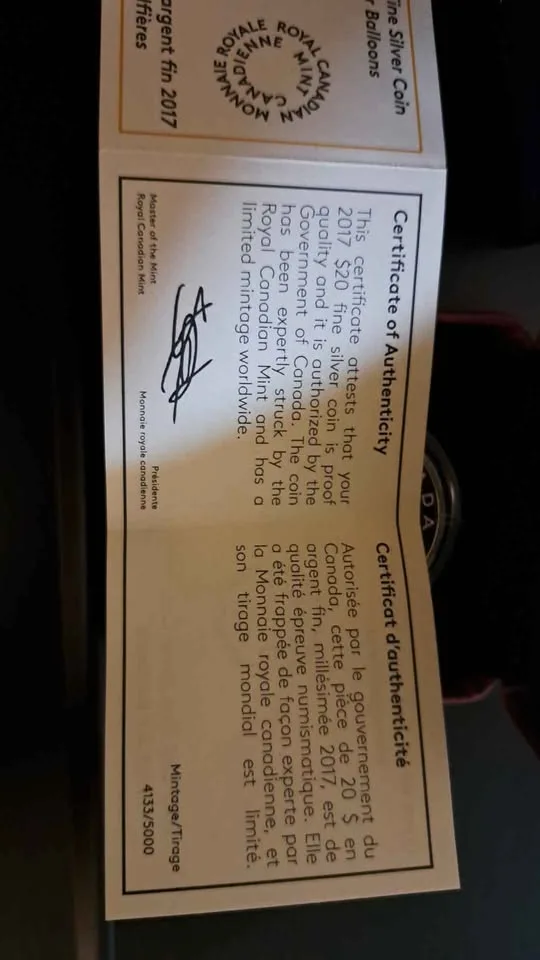 ine Silver Coin
r Balloons
ROYAL CANADIAN MINT
MONNAIE ROYALE CANADIENNE
argent fin 2017
lfières
Certificate of Authenticity
This certificate attests that your
2017 $20 fine silver coin is proof
quality and it is authorized by the
Government of Canada. The coin
has been expertly struck by the
Royal Canadian Mint and has a
limited mintage worldwide.
Master of the Mint
Royal Canadian Mint
Présidente
Monnaie royale canadienne
Certificat d'authenticité
Autorisée par le gouvernement du
Canada, cette pièce de 20 $ en
argent fin, millésimée 2017, est de
qualité épreuve numismatique. Elle
a été frappée de façon experte par
la Monnaie royale canadienne, et
son tirage mondial est limité.
Mintage/Tirage
4133/5000
DA